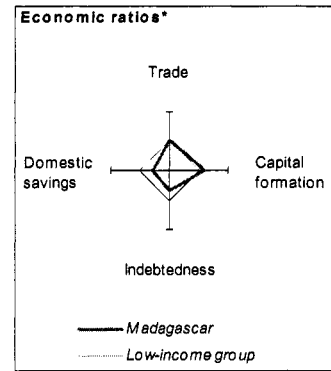 Economic ratios*
Trade
Domestic
savings
Capital
formation
Indebtedness
Madagascar
Low-income group